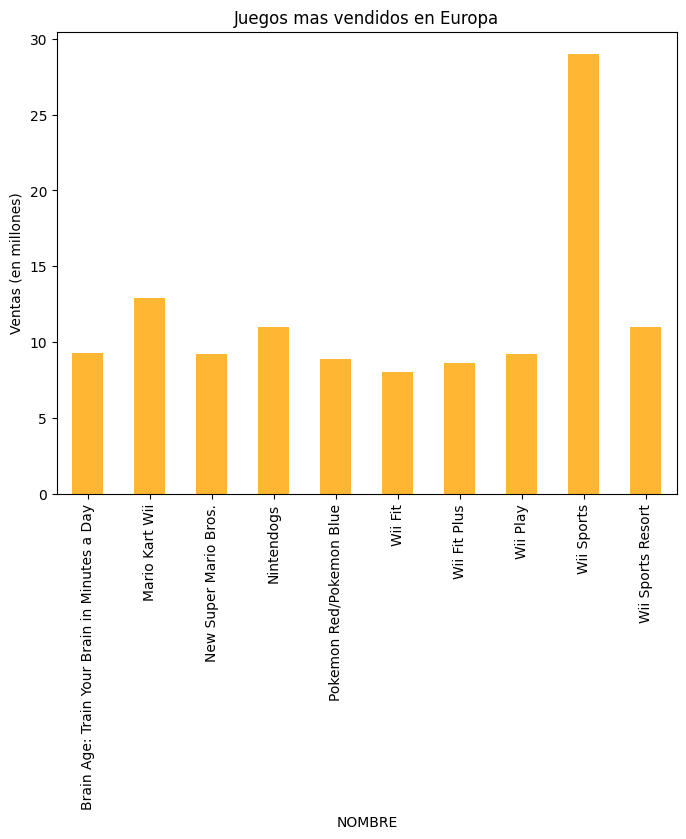 Juegos mas vendidos en Europa
Ventas (en millones)
30
25
20
15
10
5
0
Brain Age: Train Your Brain in Minutes a Day
Mario Kart Wii
New Super Mario Bros.
Nintendogs
Pokemon Red/Pokemon Blue
Wii Fit
Wii Fit Plus
Wii Play
Wii Sports
Wii Sports Resort
NOMBRE